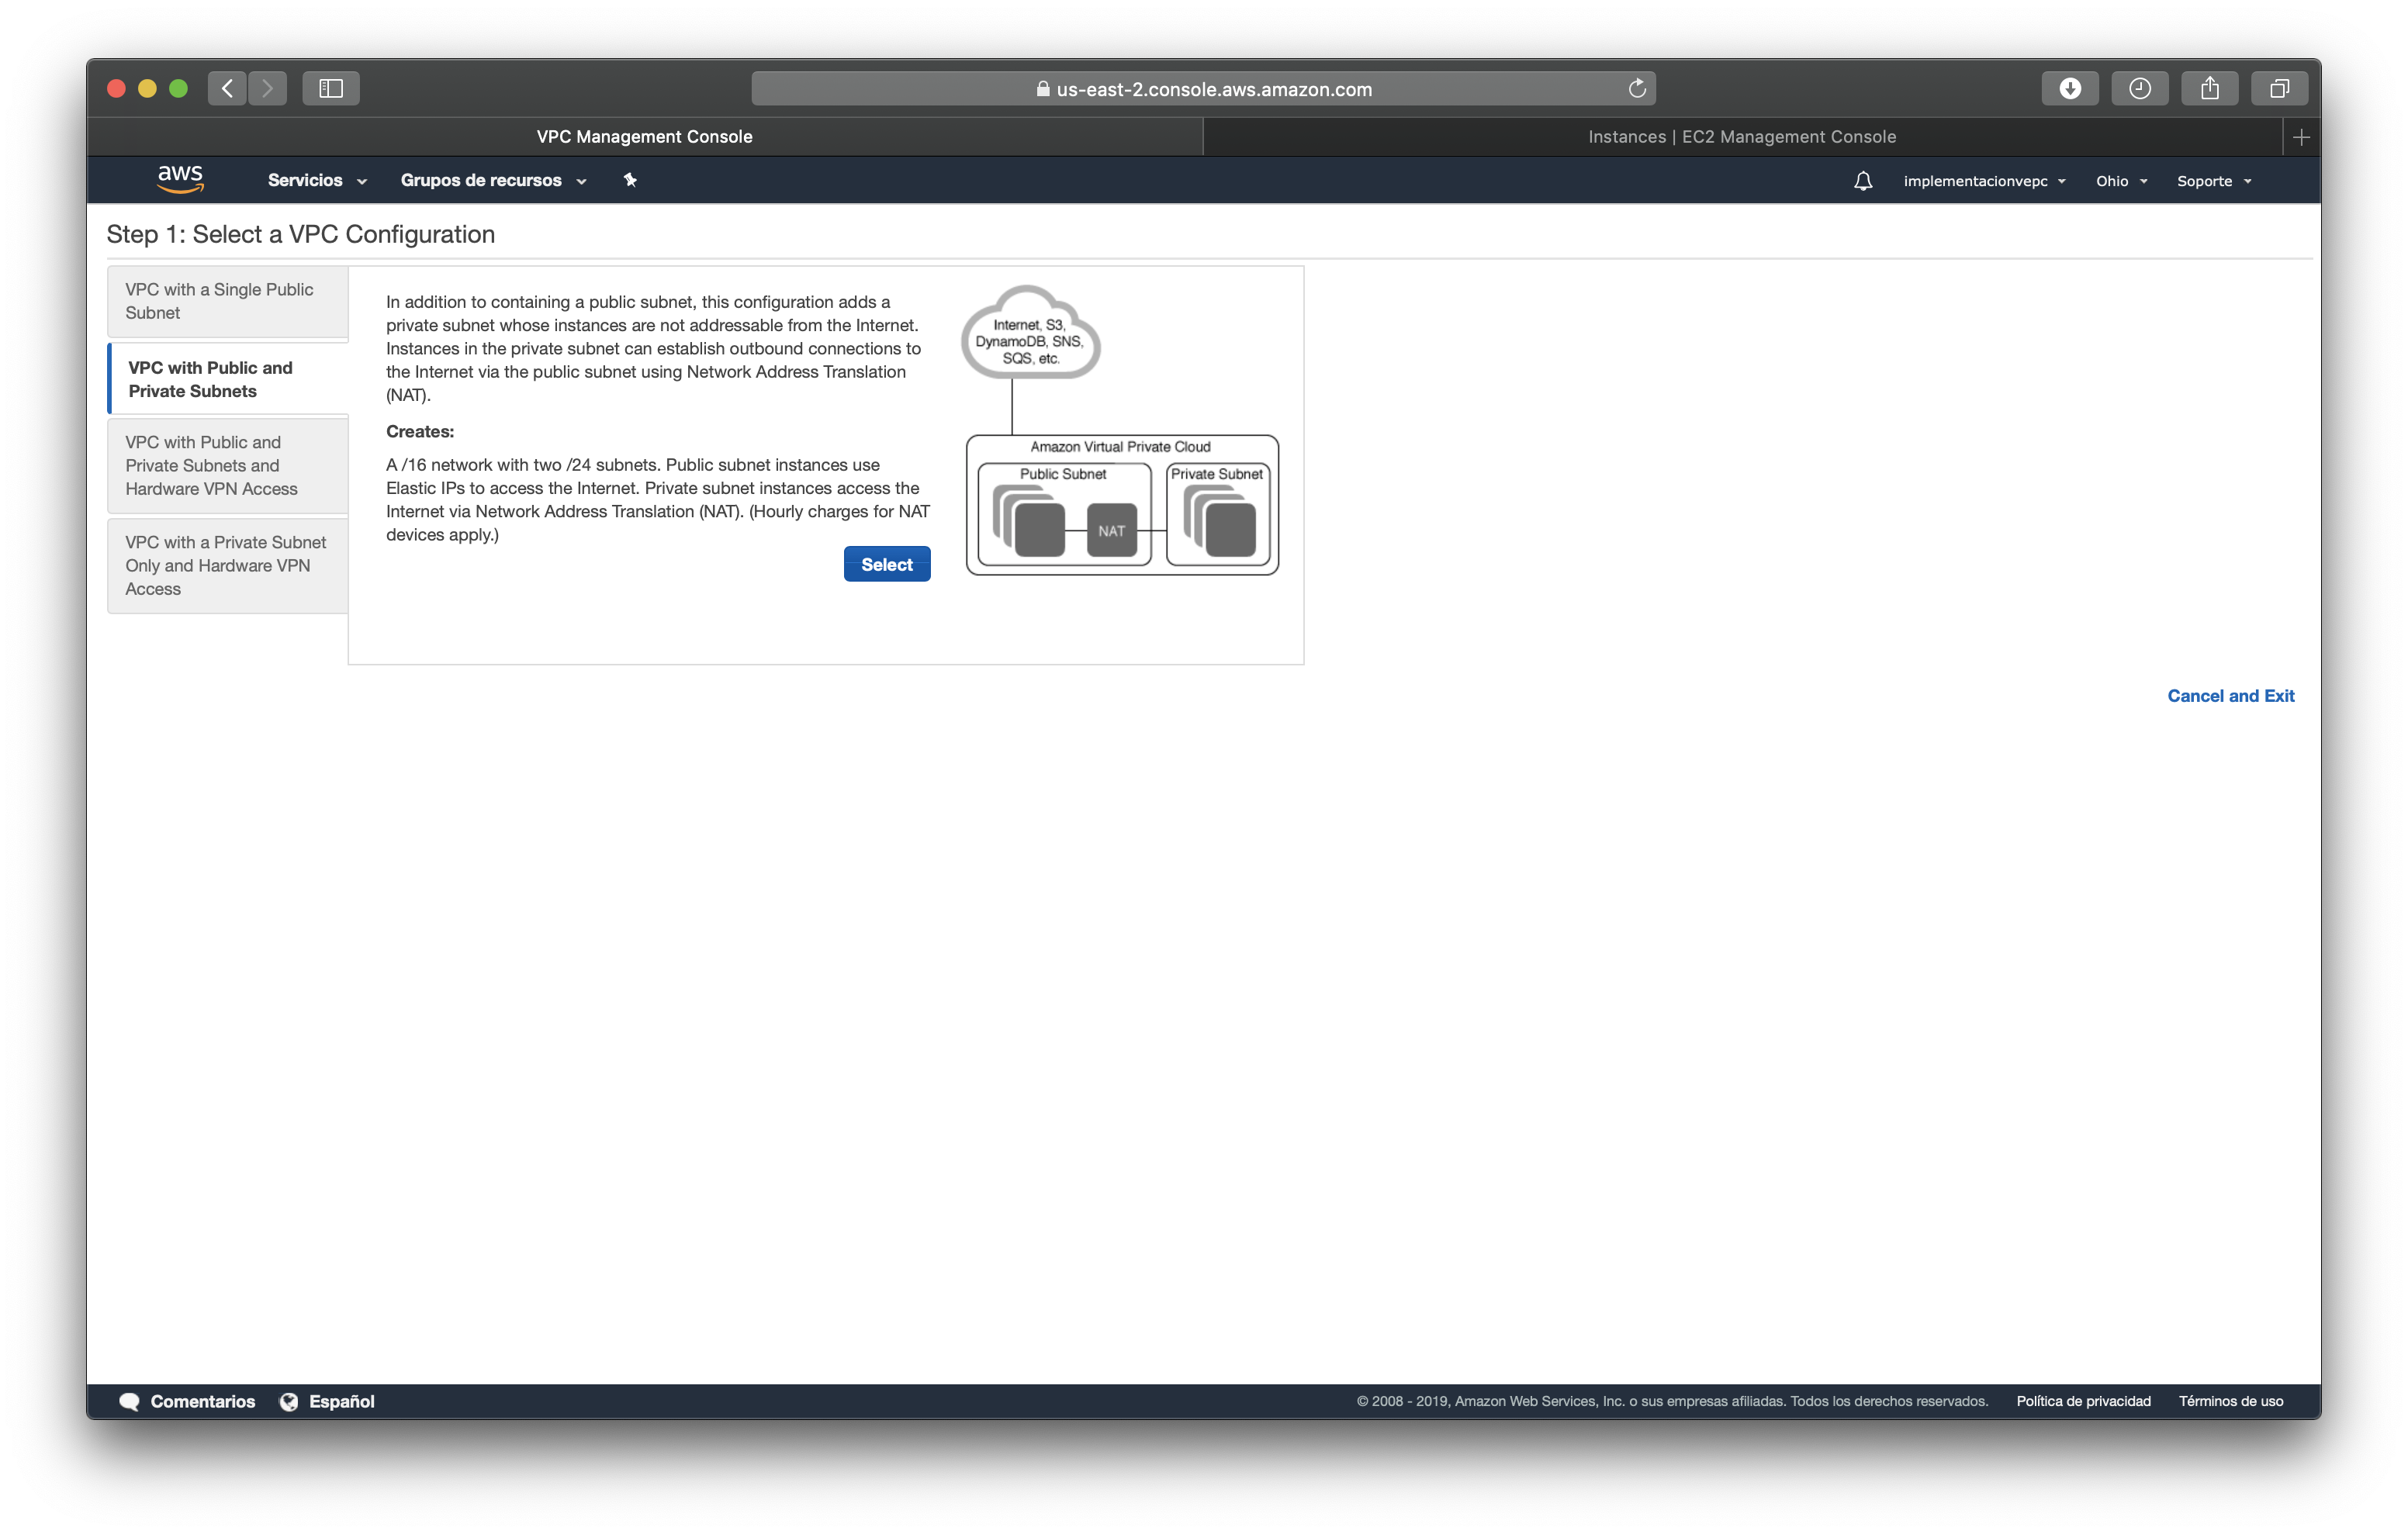 us-east-2.console.aws.amazon.com
VPC Management Console
Instances | EC2 Management Console
aws
Servicios
Grupos de recursos
implementacionvepc
Ohio
Soporte
Step 1: Select a VPC Configuration
VPC with a Single Public
Subnet
VPC with Public and
Private Subnets
VPC with Public and
Private Subnets and
Hardware VPN Access
VPC with a Private Subnet
Only and Hardware VPN
Access
In addition to containing a public subnet, this configuration adds a
private subnet whose instances are not addressable from the Internet.
Instances in the private subnet can establish outbound connections to
the Internet via the public subnet using Network Address Translation
(NAT).
Creates:
A /16 network with two /24 subnets. Public subnet instances use
Elastic IPs to access the Internet. Private subnet instances access the
Internet via Network Address Translation (NAT). (Hourly charges for NAT
devices apply.)
Select
Internet, S3,
DynamoDB, SNS,
SQS, etc.
Amazon Virtual Private Cloud
Public Subnet
Private Subnet
NAT
Cancel and Exit
Comentarios
Español
© 2008 - 2019, Amazon Web Services, Inc. o sus empresas afiliadas. Todos los derechos reservados.
Política de privacidad
Términos de uso